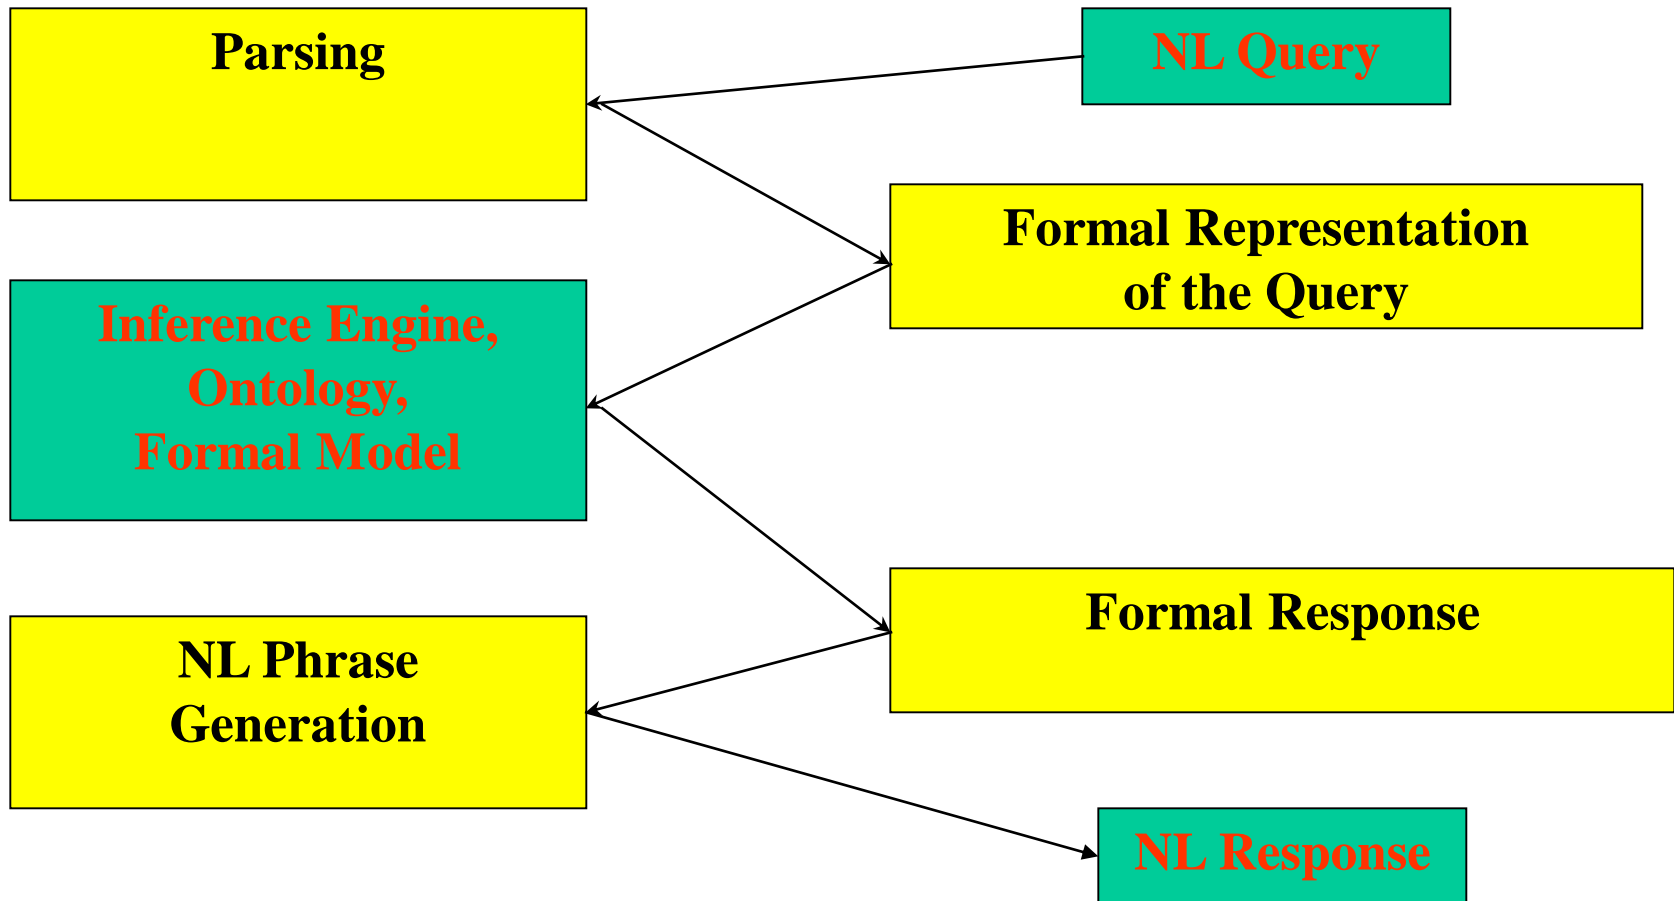 Parsing
NL Query
Formal Representation
of the Query
Inference Engine,
Ontology,
Formal Model
Formal Response
NL Phrase
Generation
NL Response